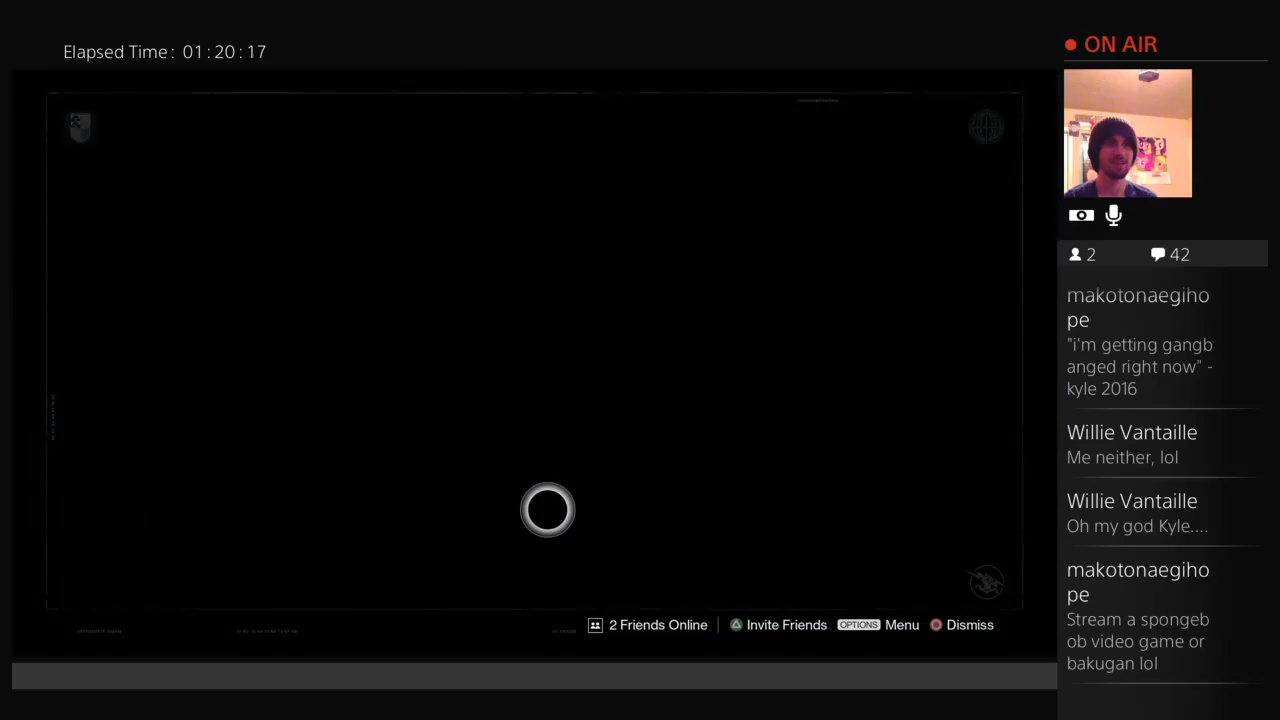 Elapsed Time: 01:20:17
ON AIR
2 42
makotonaegiho
pe
"i'm getting gangb
anged right now" -
kyle 2016
Willie Vantaille
Me neither, lol
Willie Vantaille
Oh my god Kyle....
makotonaegiho
pe
Stream a spongeb
ob video game or
bakugan lol
2 Friends Online Invite Friends OPTIONS Menu Dismiss